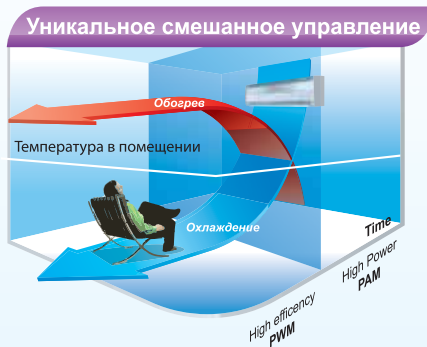 Уникальное смешанное управление
Обогрев
Температура в помещении
Охлаждение
Time
High Power
PAM
High efficency
PWM